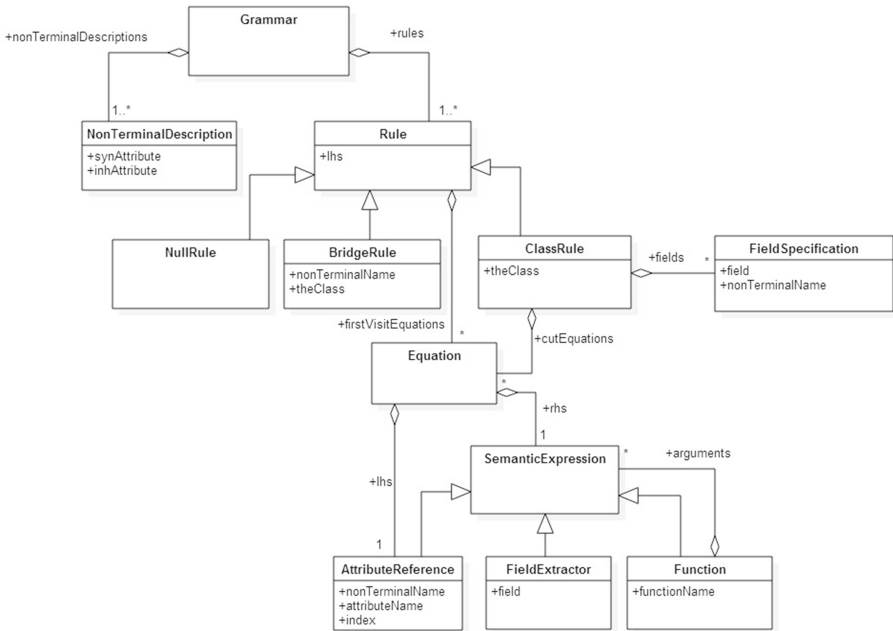 Grammar
+nonTerminalDescriptions
+rules
1..*
1..*
NonTerminalDescription
+synAttribute
+inhAttribute
Rule
+lhs
NullRule
BridgeRule
+nonTerminalName
+theClass
ClassRule
+theClass
+fields
*
FieldSpecification
+field
+nonTerminalName
+firstVisitEquations
*
+cutEquations
*
Equation
+rhs
1
+lhs
1
SemanticExpression
*
+arguments
AttributeReference
+nonTerminalName
+attributeName
+index
FieldExtractor
+field
Function
+functionName